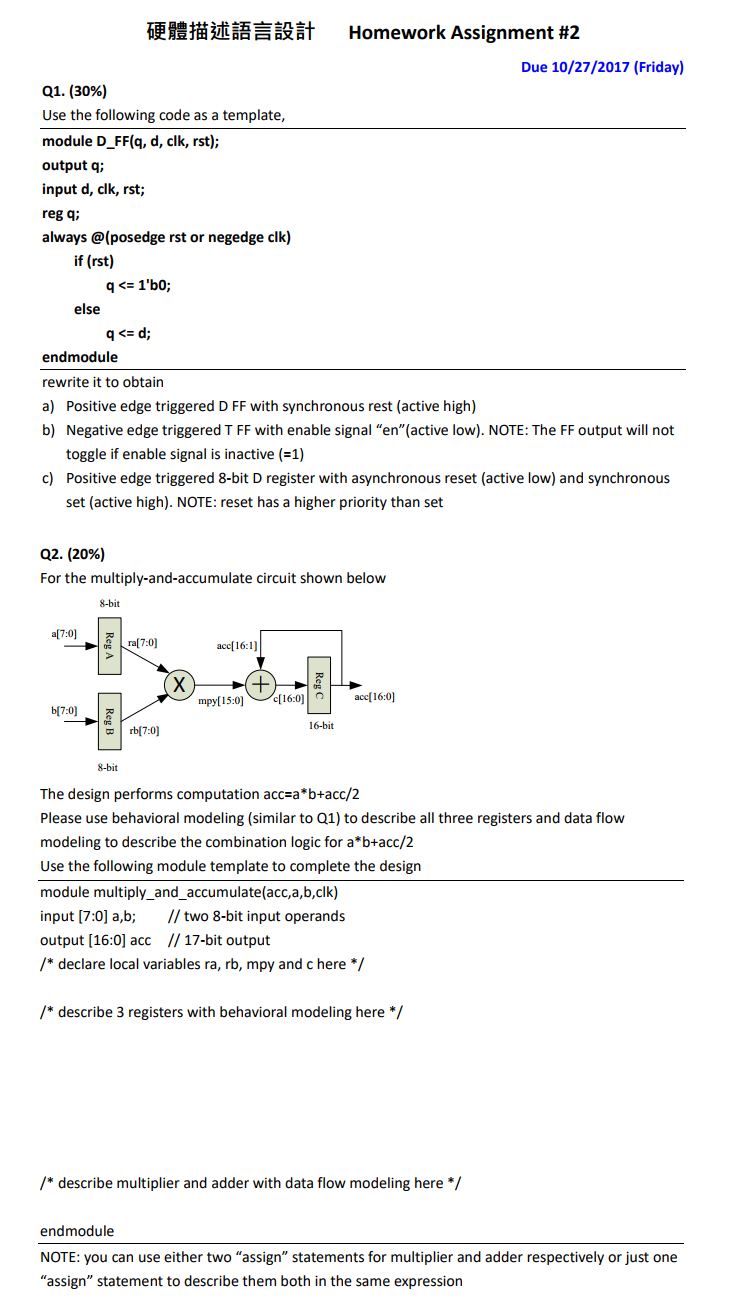 硬體描述語言設計 Homework Assignment #2
Due 10/27/2017 (Friday)
Q1. (30%)
Use the following code as a template,
module D_FF(q, d, clk, rst);
output q;
input d, clk, rst;
reg q;
always @(posedge rst or negedge clk)
if (rst)
q <= 1'b0;
else
q <= d;
endmodule
rewrite it to obtain
a) Positive edge triggered D FF with synchronous rest (active high)
b) Negative edge triggered T FF with enable signal “en”(active low). NOTE: The FF output will not
toggle if enable signal is inactive (=1)
c) Positive edge triggered 8-bit D register with asynchronous reset (active low) and synchronous
set (active high). NOTE: reset has a higher priority than set
Q2. (20%)
For the multiply-and-accumulate circuit shown below
8-bit
a[7:0]
Reg A
ra[7:0]
acc[16:1]
X
mpy[15:0]
+
c[16:0]
Reg C
acc[16:0]
16-bit
b[7:0]
Reg B
rb[7:0]
8-bit
The design performs computation acc=a*b+acc/2
Please use behavioral modeling (similar to Q1) to describe all three registers and data flow
modeling to describe the combination logic for a*b+acc/2
Use the following module template to complete the design
module multiply_and_accumulate(acc,a,b,clk)
input [7:0] a,b; // two 8-bit input operands
output [16:0] acc // 17-bit output
/* declare local variables ra, rb, mpy and c here */
/* describe 3 registers with behavioral modeling here */
/* describe multiplier and adder with data flow modeling here */
endmodule
NOTE: you can use either two “assign” statements for multiplier and adder respectively or just one
“assign” statement to describe them both in the same expression